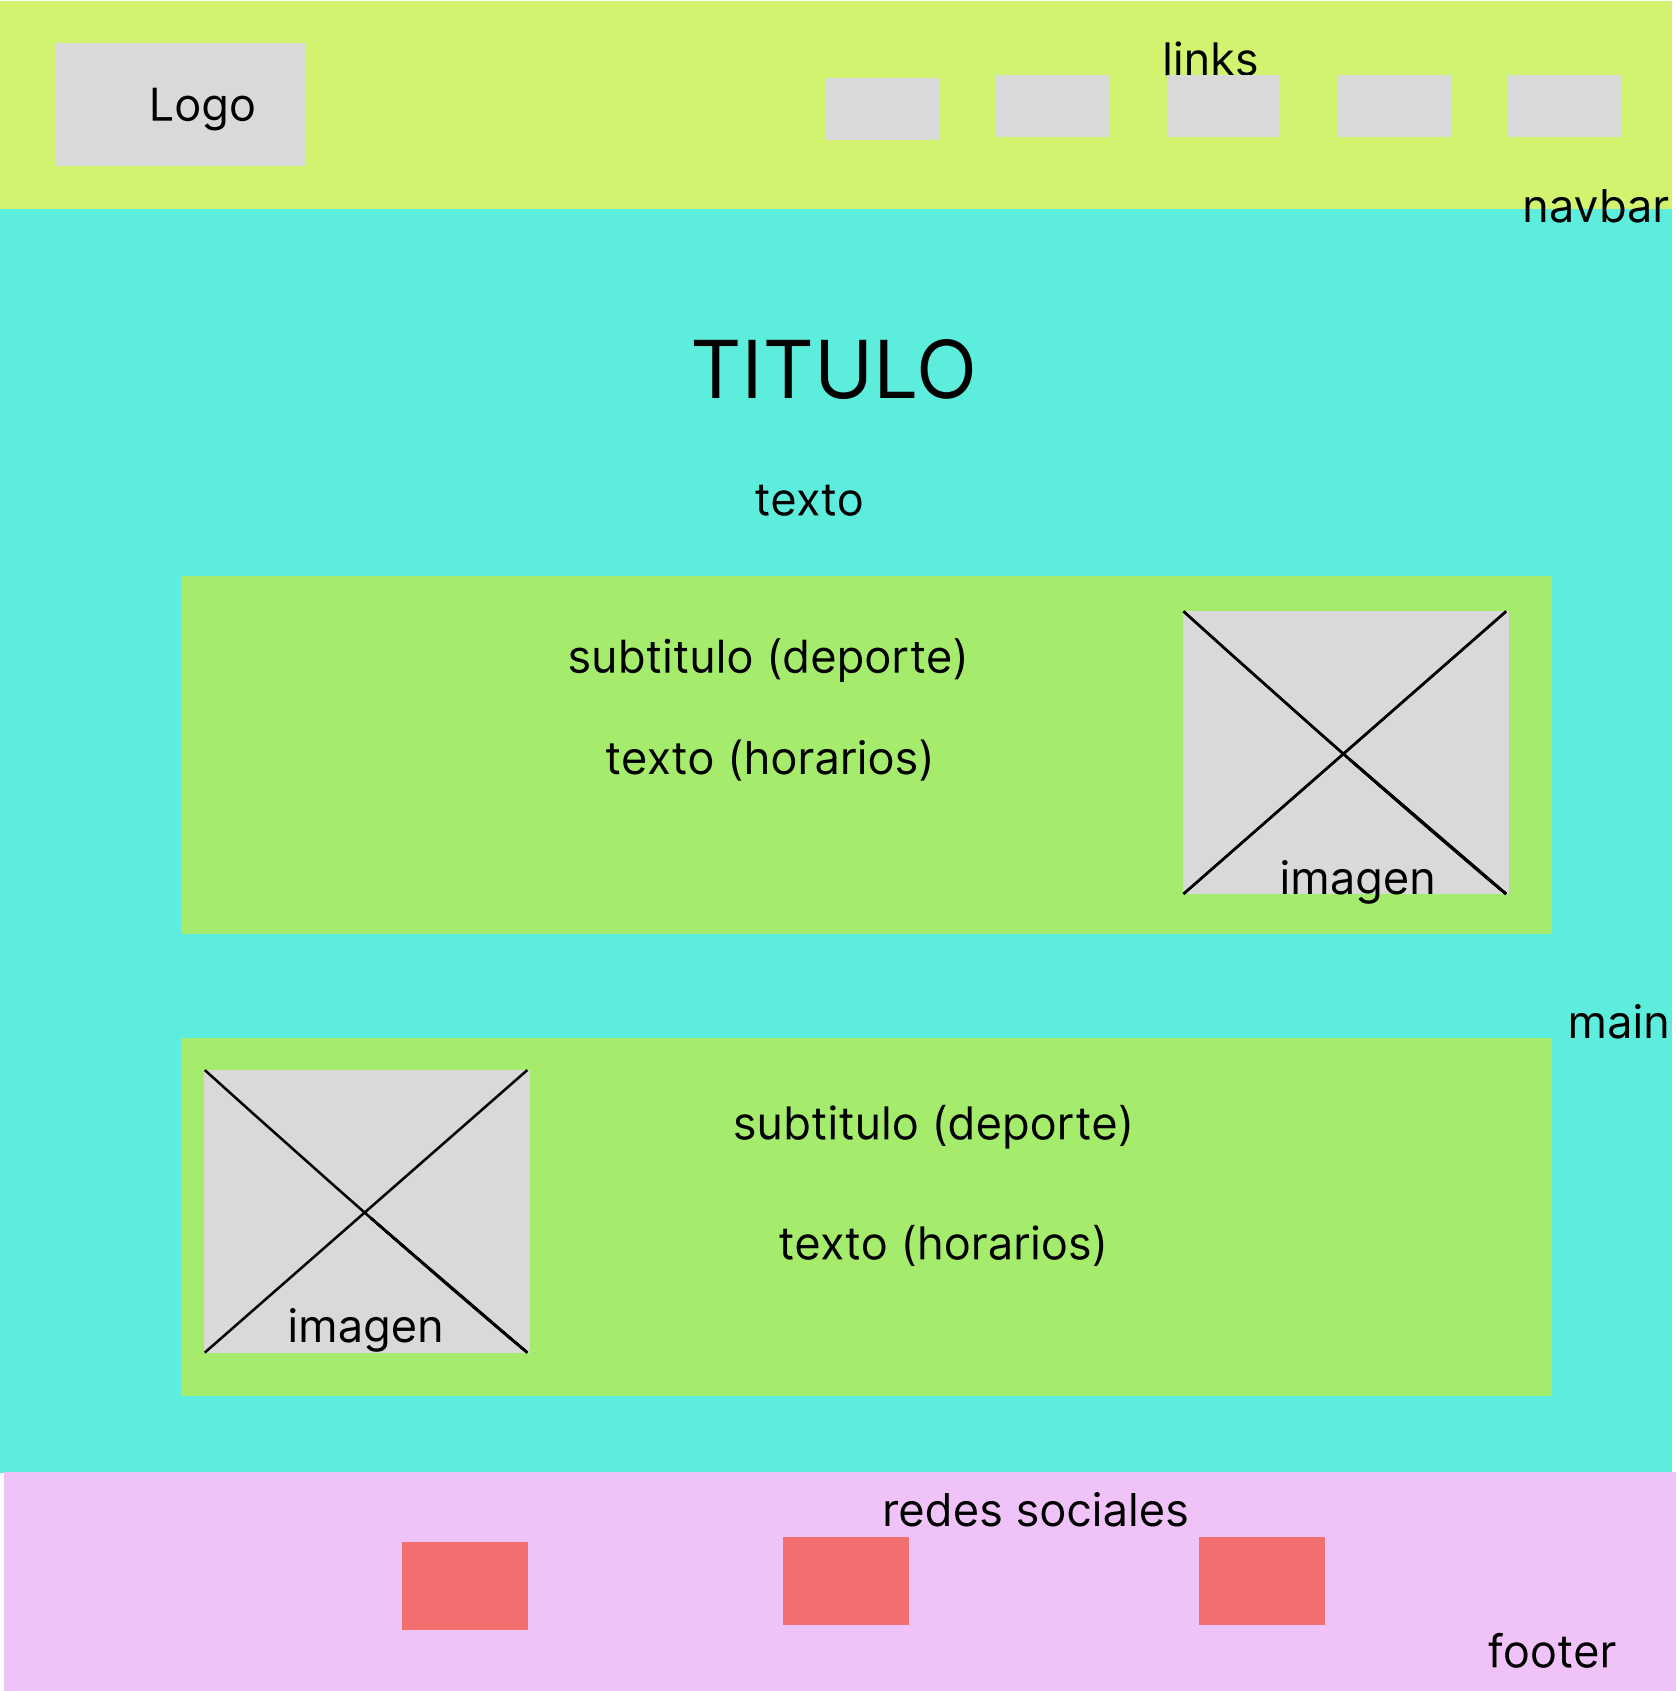 links
Logo
navbar
TITULO
texto
subtitulo (deporte)
texto (horarios)
imagen
main
subtitulo (deporte)
texto (horarios)
imagen
redes sociales
footer